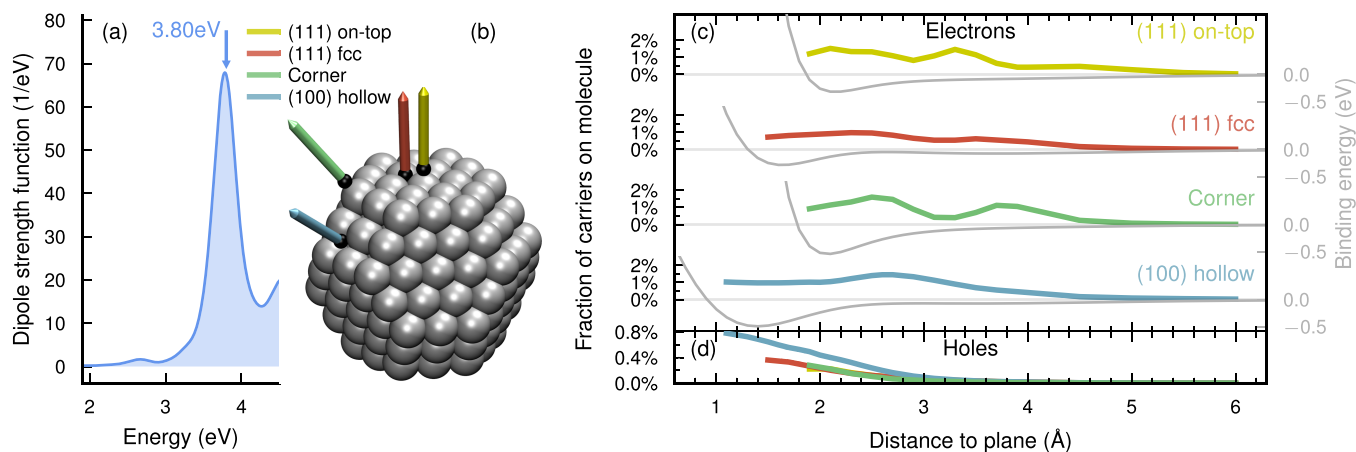 (a)
3.80eV
80
70
60
50
40
30
20
10
0
Dipole strength function (1/eV)
2
3
4
Energy (eV)
(b)
(111) on-top
(111) fcc
Corner
(100) hollow
(c)
Electrons
(111) on-top
2%
1%
0%
0.0
−0.5
(111) fcc
2%
1%
0%
0.0
−0.5
Corner
2%
1%
0%
0.0
−0.5
(100) hollow
2%
1%
0%
0.0
−0.5
Fraction of carriers on molecule
Binding energy (eV)
(d)
Holes
0.8%
0.4%
0.0%
1
2
3
4
5
6
Distance to plane (Å)